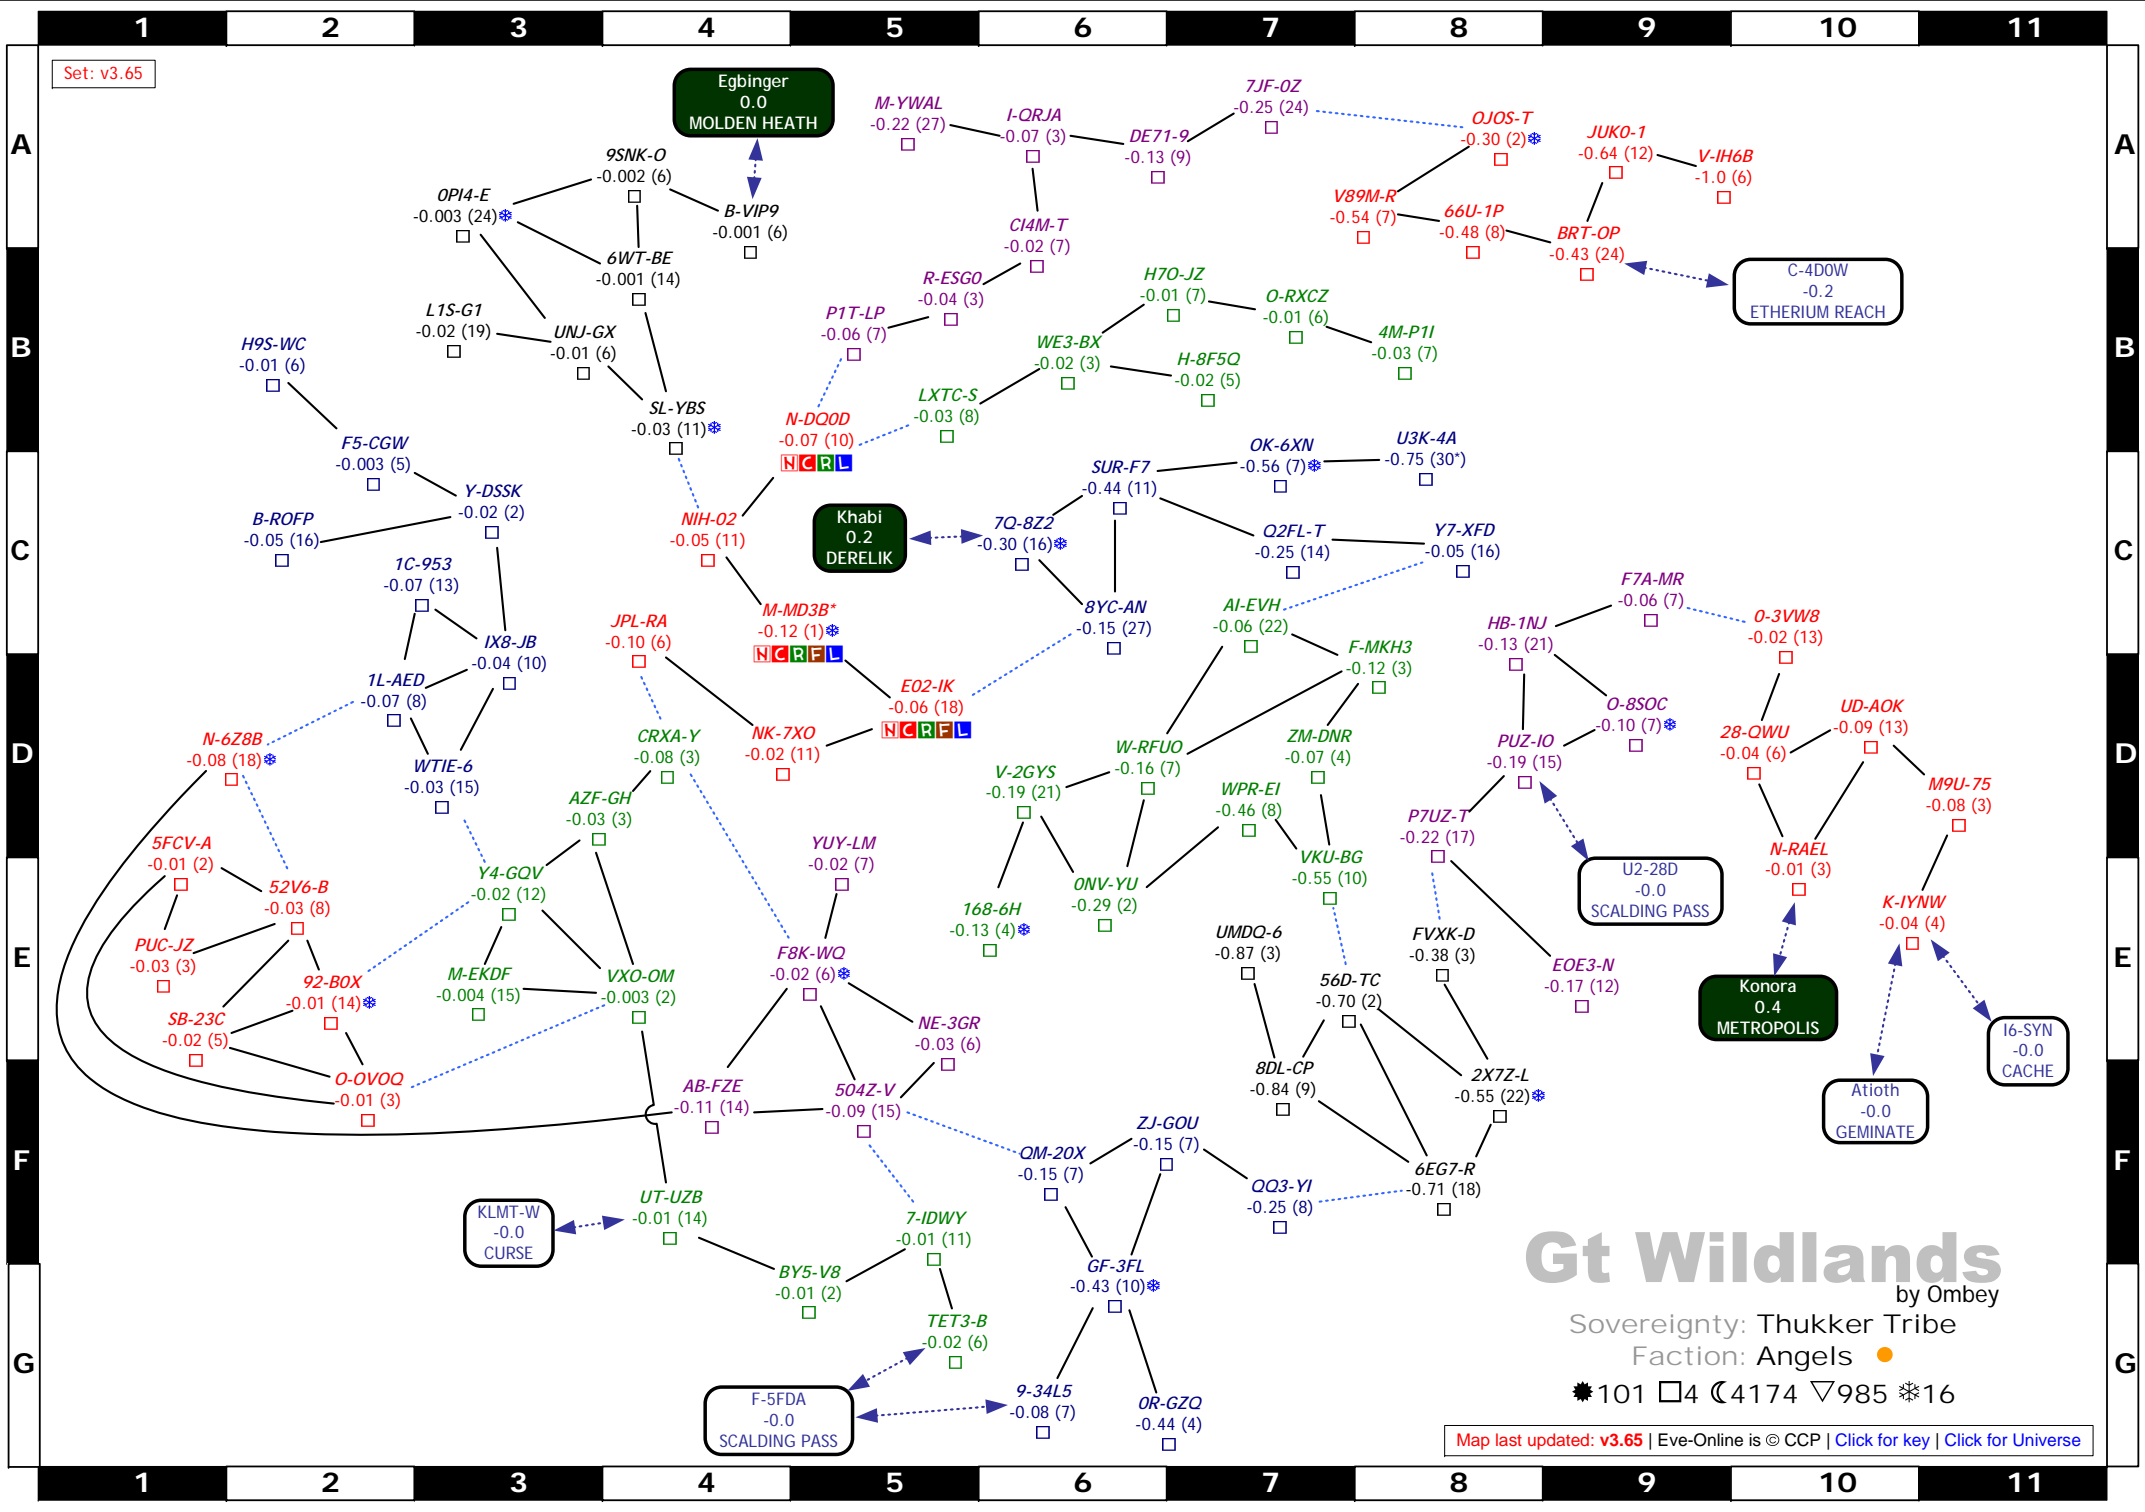 1 2 3 4 5 6 7 8 9 10 11
Set: v3.65
A
A
Egbinger
0.0
MOLDEN HEATH
M-YWAL
-0.22 (27)
I-QRJA
-0.07 (3)
DE71-9
-0.13 (9)
7JF-0Z
-0.25 (24)
OJOS-T
-0.30 (2)
JUK0-1
-0.64 (12)
V-IH6B
-1.0 (6)
9SNK-O
-0.002 (6)
0PI4-E
-0.003 (24)
B-VIP9
-0.001 (6)
CI4M-T
-0.02 (7)
V89M-R
-0.54 (7)
66U-1P
-0.48 (8)
BRT-OP
-0.43 (24)
C-4D0W
-0.2
ETHERIUM REACH
B
B
6WT-BE
-0.001 (14)
R-ESG0
-0.04 (3)
H7O-JZ
-0.01 (7)
O-RXCZ
-0.01 (6)
L1S-G1
-0.02 (19)
UNJ-GX
-0.01 (6)
P1T-LP
-0.06 (7)
WE3-BX
-0.02 (3)
H-8F5Q
-0.02 (5)
4M-P1I
-0.03 (7)
H9S-WC
-0.01 (6)
SL-YBS
-0.03 (11)
N-DQ0D
-0.07 (10)
NCRL
LXTC-S
-0.03 (8)
F5-CGW
-0.003 (5)
SUR-F7
-0.44 (11)
OK-6XN
-0.56 (7)
U3K-4A
-0.75 (30*)
C
C
Y-DSSK
-0.02 (2)
B-ROFP
-0.05 (16)
NIH-02
-0.05 (11)
Khabi
0.2
DERELIK
7Q-8Z2
-0.30 (16)
Q2FL-T
-0.25 (14)
Y7-XFD
-0.05 (16)
1C-953
-0.07 (13)
JPL-RA
-0.10 (6)
M-MD3B*
-0.12 (1)
NCRFL
8YC-AN
-0.15 (27)
AI-EVH
-0.06 (22)
F7A-MR
-0.06 (7)
HB-1NJ
-0.13 (21)
0-3VW8
-0.02 (13)
IX8-JB
-0.04 (10)
F-MKH3
-0.12 (3)
1L-AED
-0.07 (8)
E02-IK
-0.06 (18)
NCRFL
O-8SOC
-0.10 (7)
UD-AOK
-0.09 (13)
D
D
N-6Z8B
-0.08 (18)
WTIE-6
-0.03 (15)
CRXA-Y
-0.08 (3)
NK-7XO
-0.02 (11)
W-RFUO
-0.16 (7)
ZM-DNR
-0.07 (4)
PUZ-IO
-0.19 (15)
28-QWU
-0.04 (6)
V-2GYS
-0.19 (21)
WPR-EI
-0.46 (8)
M9U-75
-0.08 (3)
AZF-GH
-0.03 (3)
P7UZ-T
-0.22 (17)
5FCV-A
-0.01 (2)
YUY-LM
-0.02 (7)
VKU-BG
-0.55 (10)
N-RAEL
-0.01 (3)
52V6-B
-0.03 (8)
Y4-GQV
-0.02 (12)
0NV-YU
-0.29 (2)
U2-28D
-0.0
SCALDING PASS
K-IYNW
-0.04 (4)
E
E
168-6H
-0.13 (4)
UMDQ-6
-0.87 (3)
FVXK-D
-0.38 (3)
PUC-JZ
-0.03 (3)
92-B0X
-0.01 (14)
M-EKDF
-0.004 (15)
VXO-OM
-0.003 (2)
F8K-WQ
-0.02 (6)
56D-TC
-0.70 (2)
EOE3-N
-0.17 (12)
Konora
0.4
METROPOLIS
SB-23C
-0.02 (5)
NE-3GR
-0.03 (6)
I6-SYN
-0.0
CACHE
O-OVOQ
-0.01 (3)
AB-FZE
-0.11 (14)
504Z-V
-0.09 (15)
8DL-CP
-0.84 (9)
2X7Z-L
-0.55 (22)
Atioth
-0.0
GEMINATE
F
F
QM-20X
-0.15 (7)
ZJ-GOU
-0.15 (7)
QQ3-YI
-0.25 (8)
6EG7-R
-0.71 (18)
KLMT-W
-0.0
CURSE
UT-UZB
-0.01 (14)
7-IDWY
-0.01 (11)
BY5-V8
-0.01 (2)
GF-3FL
-0.43 (10)
TET3-B
-0.02 (6)
G
G
F-5FDA
-0.0
SCALDING PASS
9-34L5
-0.08 (7)
0R-GZQ
-0.44 (4)
Gt Wildlands
by Ombey
Sovereignty: Thukker Tribe
Faction: Angels
101 4 4174 985 16
Map last updated: v3.65 | Eve-Online is © CCP | Click for key | Click for Universe
1 2 3 4 5 6 7 8 9 10 11